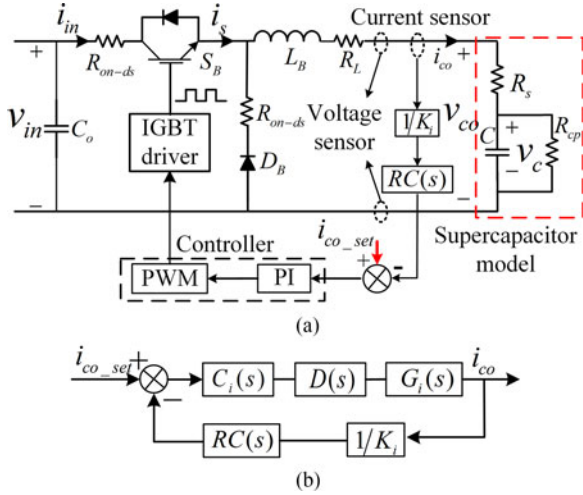 i_in
i_s
Current sensor
R_on-ds
S_B
L_B
R_L
i_co
+
+
R_s
v_in
C_o
IGBT driver
R_on-ds
Voltage sensor
1/K_i
v_co
C
+
v_c
−
R_cp
D_B
RC(s)
−
−
i_co_set
Supercapacitor model
Controller
+
-
PWM
PI
(a)
i_co_set
+
−
C_i(s)
D(s)
G_i(s)
i_co
RC(s)
1/K_i
(b)